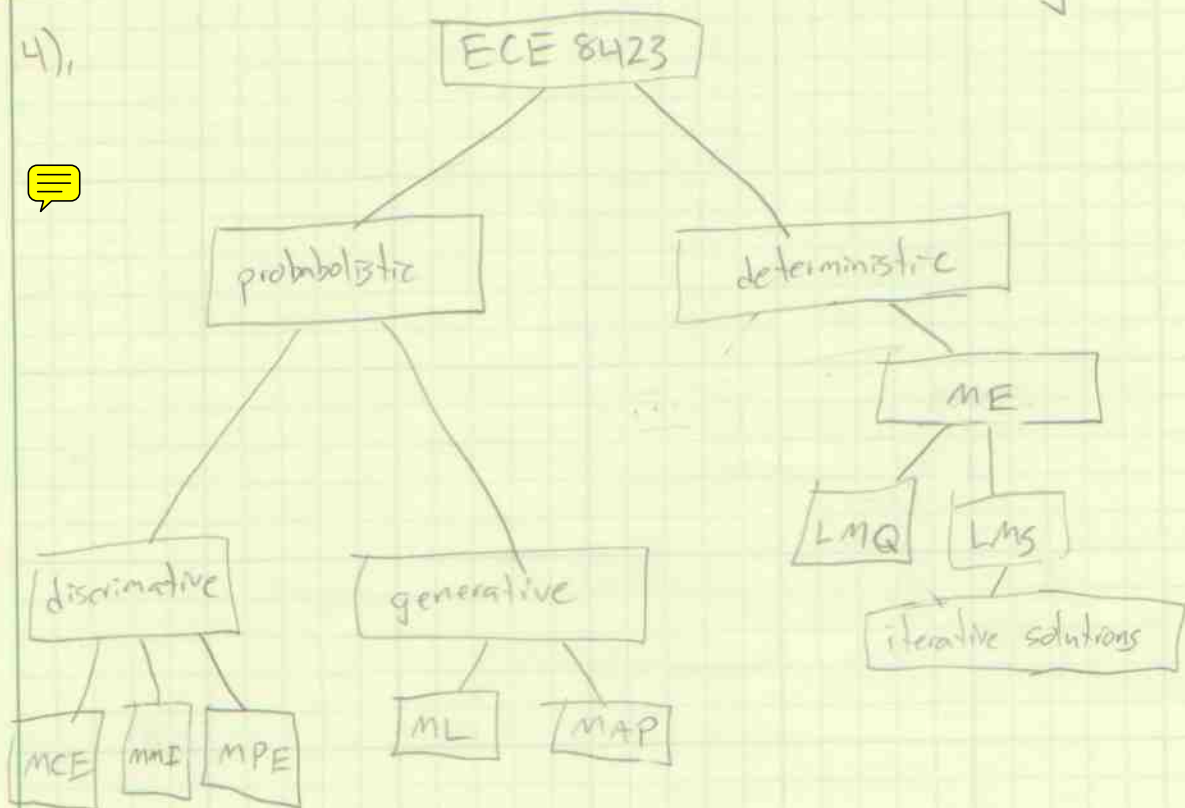 4).
ECE 8423
probabolistic
deterministic
ME
LMQ
LMS
discrimative
generative
iterative solutions
MCE
MMI
MPE
ML
MAP